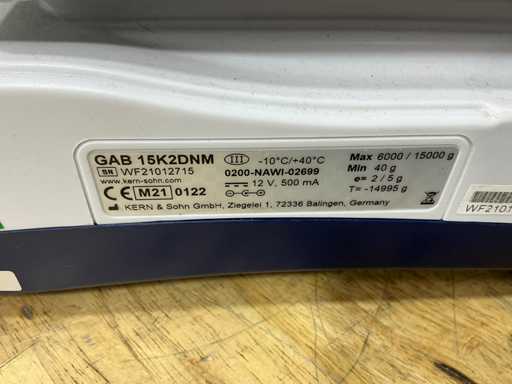 GAB 15K2DNM
SN WF21012715
www.kern-sohn.com
CE M21 0122
III -10°C/+40°C
0200-NAWI-02699
12 V, 500 mA
Max 6000 / 15000 g
Min 40 g
e= 2 / 5 g
T= -14995 g
KERN & Sohn GmbH, Ziegelei 1, 72336 Balingen, Germany